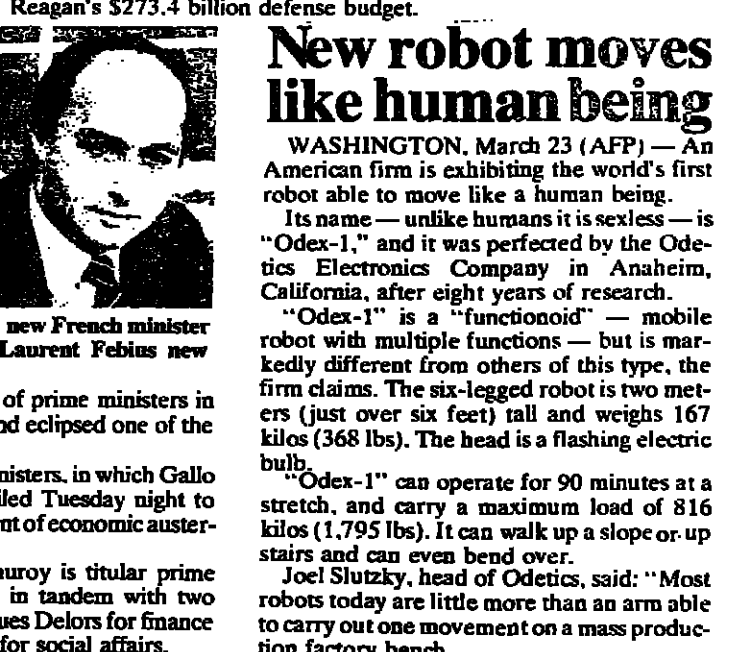 Reagan's $273.4 billion defense budget.
new French minister
Laurent Febius new
of prime ministers in
nd eclipsed one of the
nisters, in which Gallo
iled Tuesday night to
nt of economic auster-
auroy is titular prime
in tandem with two
ues Delors for finance
for social affairs.
New robot moves
like human being
WASHINGTON, March 23 (AFP) — An
American firm is exhibiting the world's first
robot able to move like a human being.
Its name — unlike humans it is sexless — is
"Odex-1," and it was perfected by the Ode-
tics Electronics Company in Anaheim,
California, after eight years of research.
"Odex-1" is a "functionoid" — mobile
robot with multiple functions — but is mar-
kedly different from others of this type, the
firm claims. The six-legged robot is two met-
ers (just over six feet) tall and weighs 167
kilos (368 lbs). The head is a flashing electric
bulb.
"Odex-1" can operate for 90 minutes at a
stretch, and carry a maximum load of 816
kilos (1,795 lbs). It can walk up a slope or up
stairs and can even bend over.
Joel Slutzky, head of Odetics, said: "Most
robots today are little more than an arm able
to carry out one movement on a mass produc-
tion factory bench